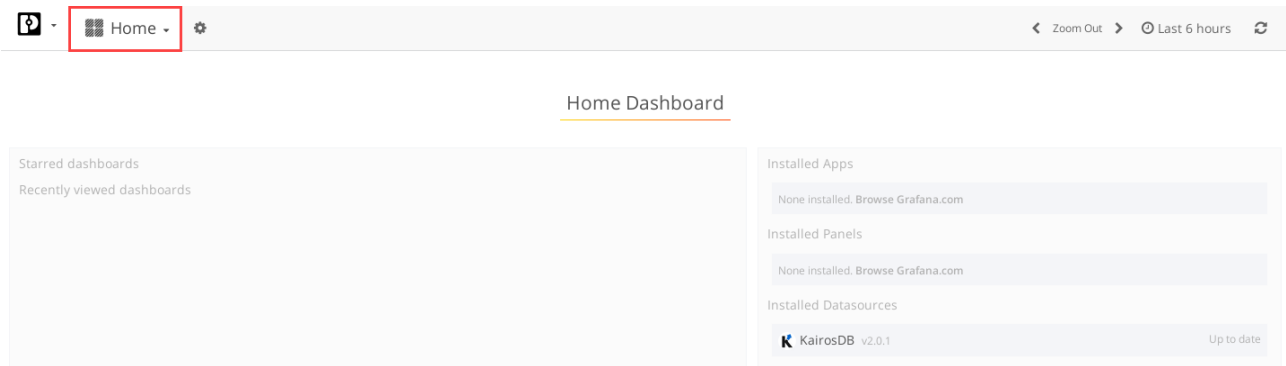 Home
Zoom Out
Last 6 hours
Home Dashboard
Starred dashboards
Recently viewed dashboards
Installed Apps
None installed. Browse Grafana.com
Installed Panels
None installed. Browse Grafana.com
Installed Datasources
KairosDB v2.0.1 Up to date